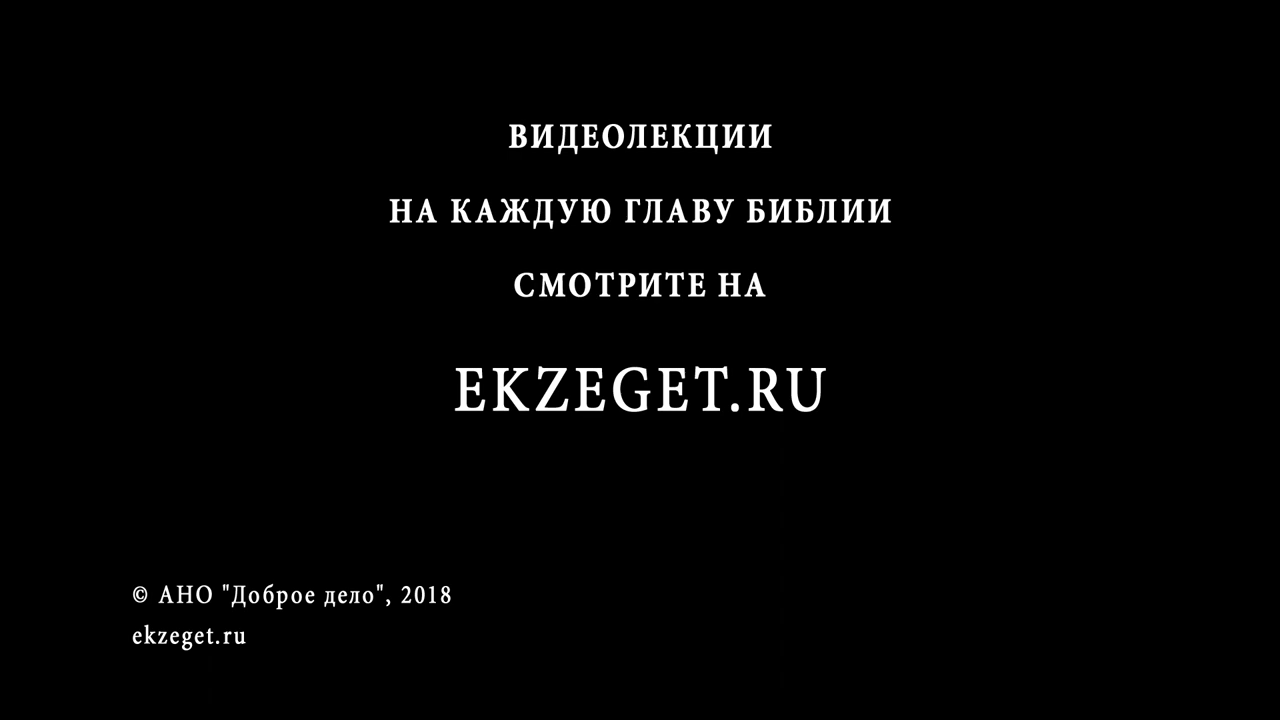 ВИДЕОЛЕКЦИИ
НА КАЖДУЮ ГЛАВУ БИБЛИИ
СМОТРИТЕ НА
EKZEGET.RU
© АНО "Доброе дело", 2018
ekzeget.ru